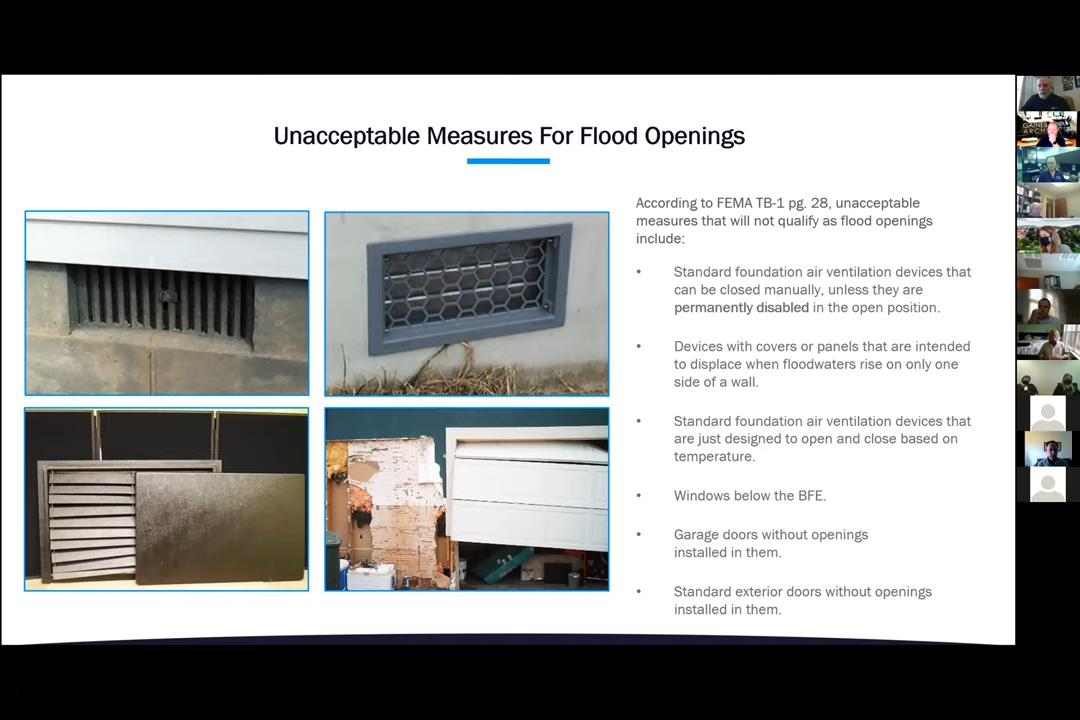 Unacceptable Measures For Flood Openings
According to FEMA TB-1 pg. 28, unacceptable
measures that will not qualify as flood openings
include:
• Standard foundation air ventilation devices that
can be closed manually, unless they are
permanently disabled in the open position.
• Devices with covers or panels that are intended
to displace when floodwaters rise on only one
side of a wall.
• Standard foundation air ventilation devices that
are just designed to open and close based on
temperature.
• Windows below the BFE.
• Garage doors without openings
installed in them.
• Standard exterior doors without openings
installed in them.